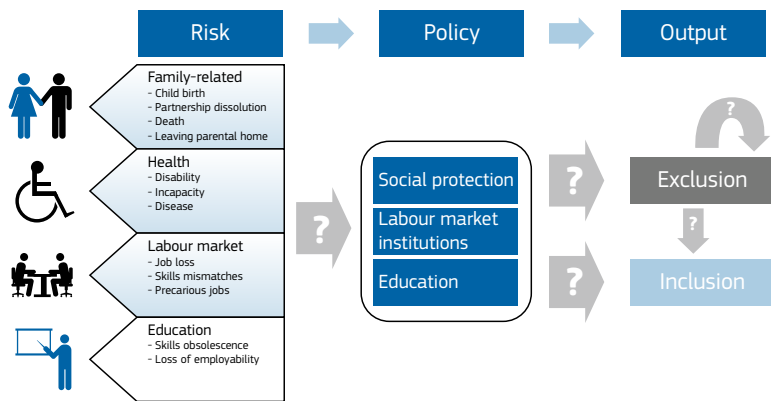 Risk
Policy
Output
Family-related
- Child birth
- Partnership dissolution
- Death
- Leaving parental home
Health
- Disability
- Incapacity
- Disease
Labour market
- Job loss
- Skills mismatches
- Precarious jobs
Education
- Skills obsolescence
- Loss of employability
?
Social protection
Labour market
institutions
Education
?
?
?
Exclusion
?
Inclusion